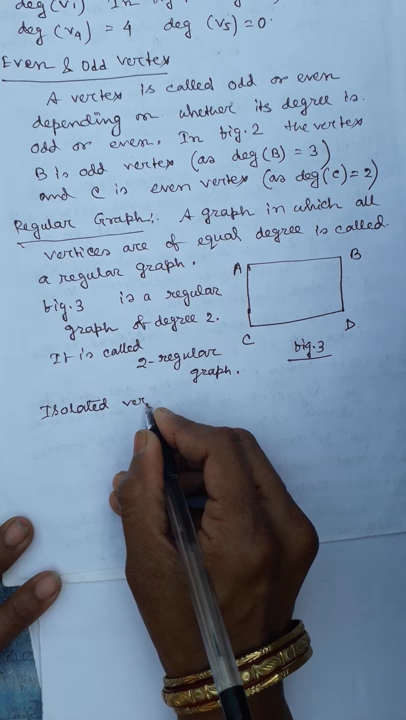 deg(v1) In
deg (v4) = 4 deg (v5) = 0.
Even & Odd vertex
A vertex is called odd or even
depending on whether its degree is
odd or even. In fig. 2 the vertex
B is odd vertex (as deg(B) = 3)
and C is even vertex (as deg(C) = 2)
Regular Graph:. A graph in which all
vertices are of equal degree is called
a regular graph.
fig. 3 is a regular
graph of degree 2.
It is called
2-regular
graph.
A
B
C
D
fig. 3
Isolated ver